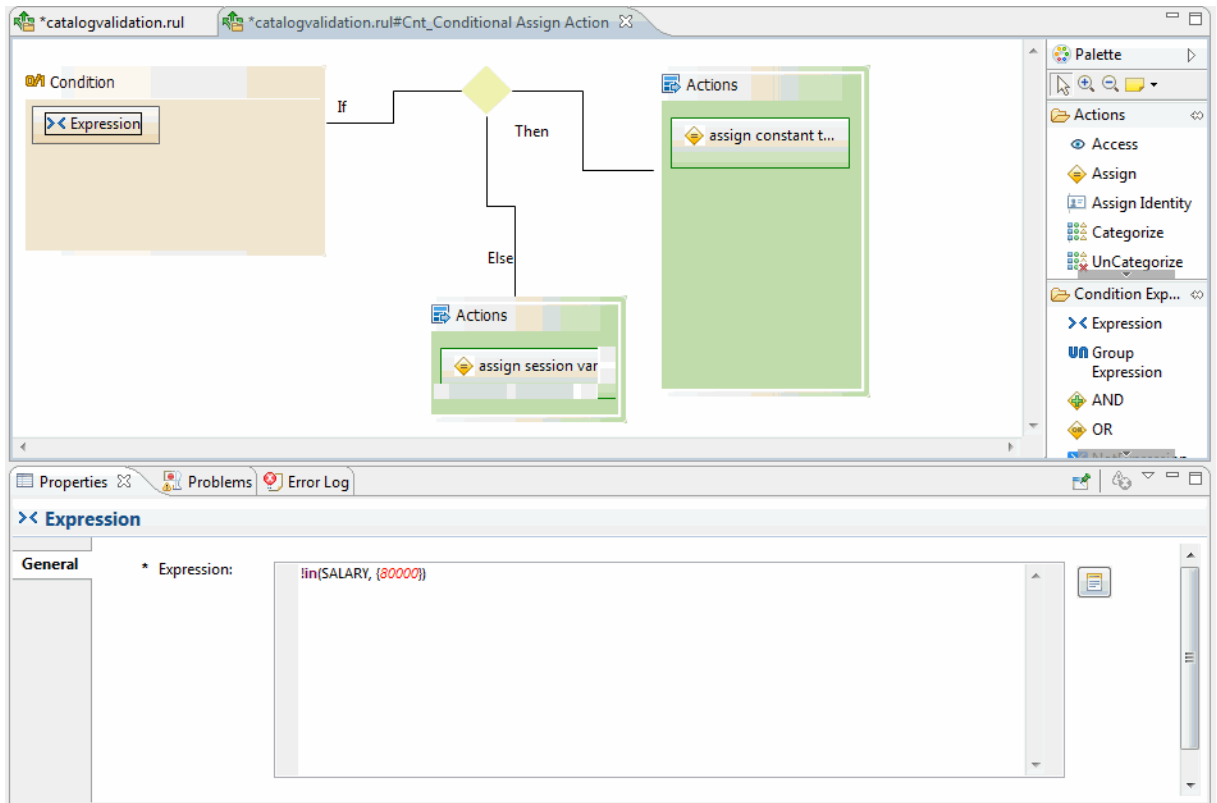 *catalogvalidation.rul
*catalogvalidation.rul#Cnt_Conditional Assign Action
Condition
Expression
If
Then
Else
Actions
assign constant t...
Actions
assign session var
Palette
Actions
Access
Assign
Assign Identity
Categorize
UnCategorize
Condition Exp...
Expression
Group
Expression
AND
OR
Properties
Problems
Error Log
Expression
General
* Expression:
!in(SALARY, {80000})